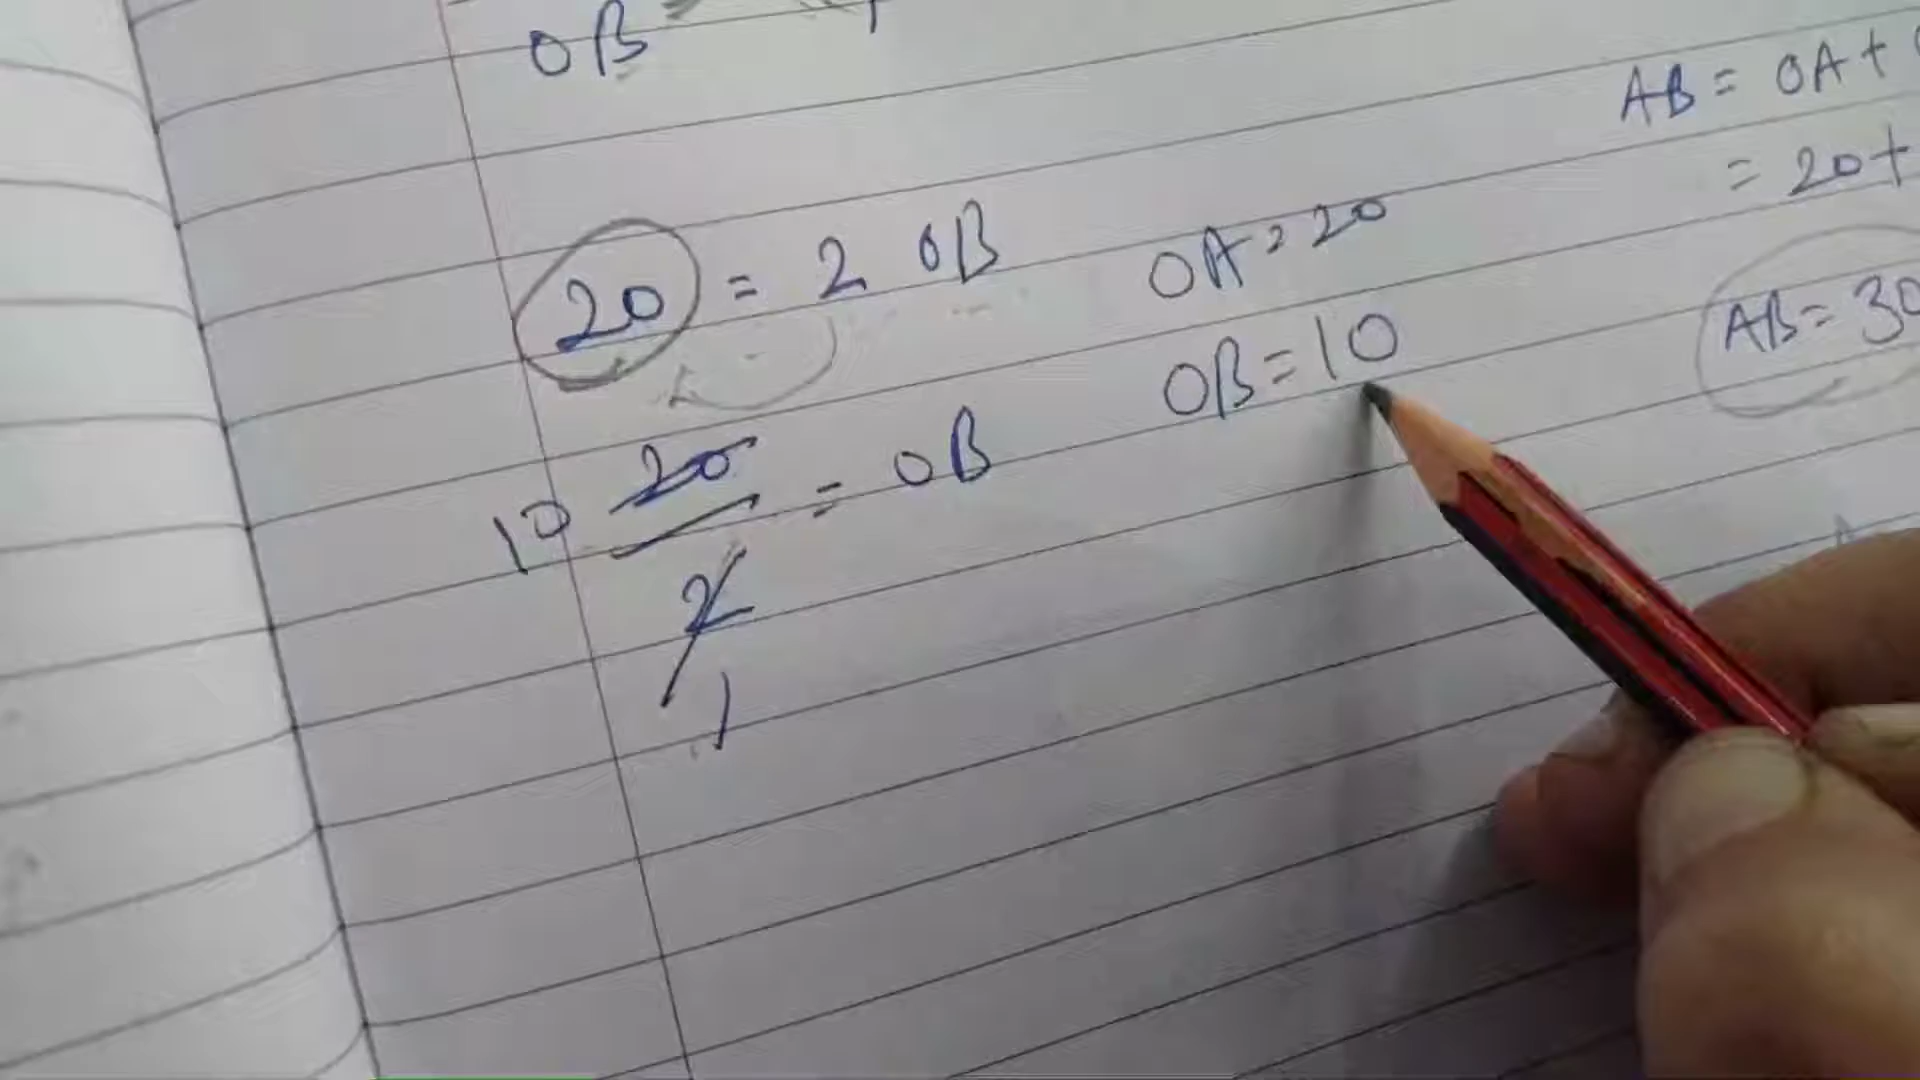 OB
20 = 2 OB
10 20/2 = OB
1
OA = 20
OB = 10
AB = OA +
= 20 +
AB = 30